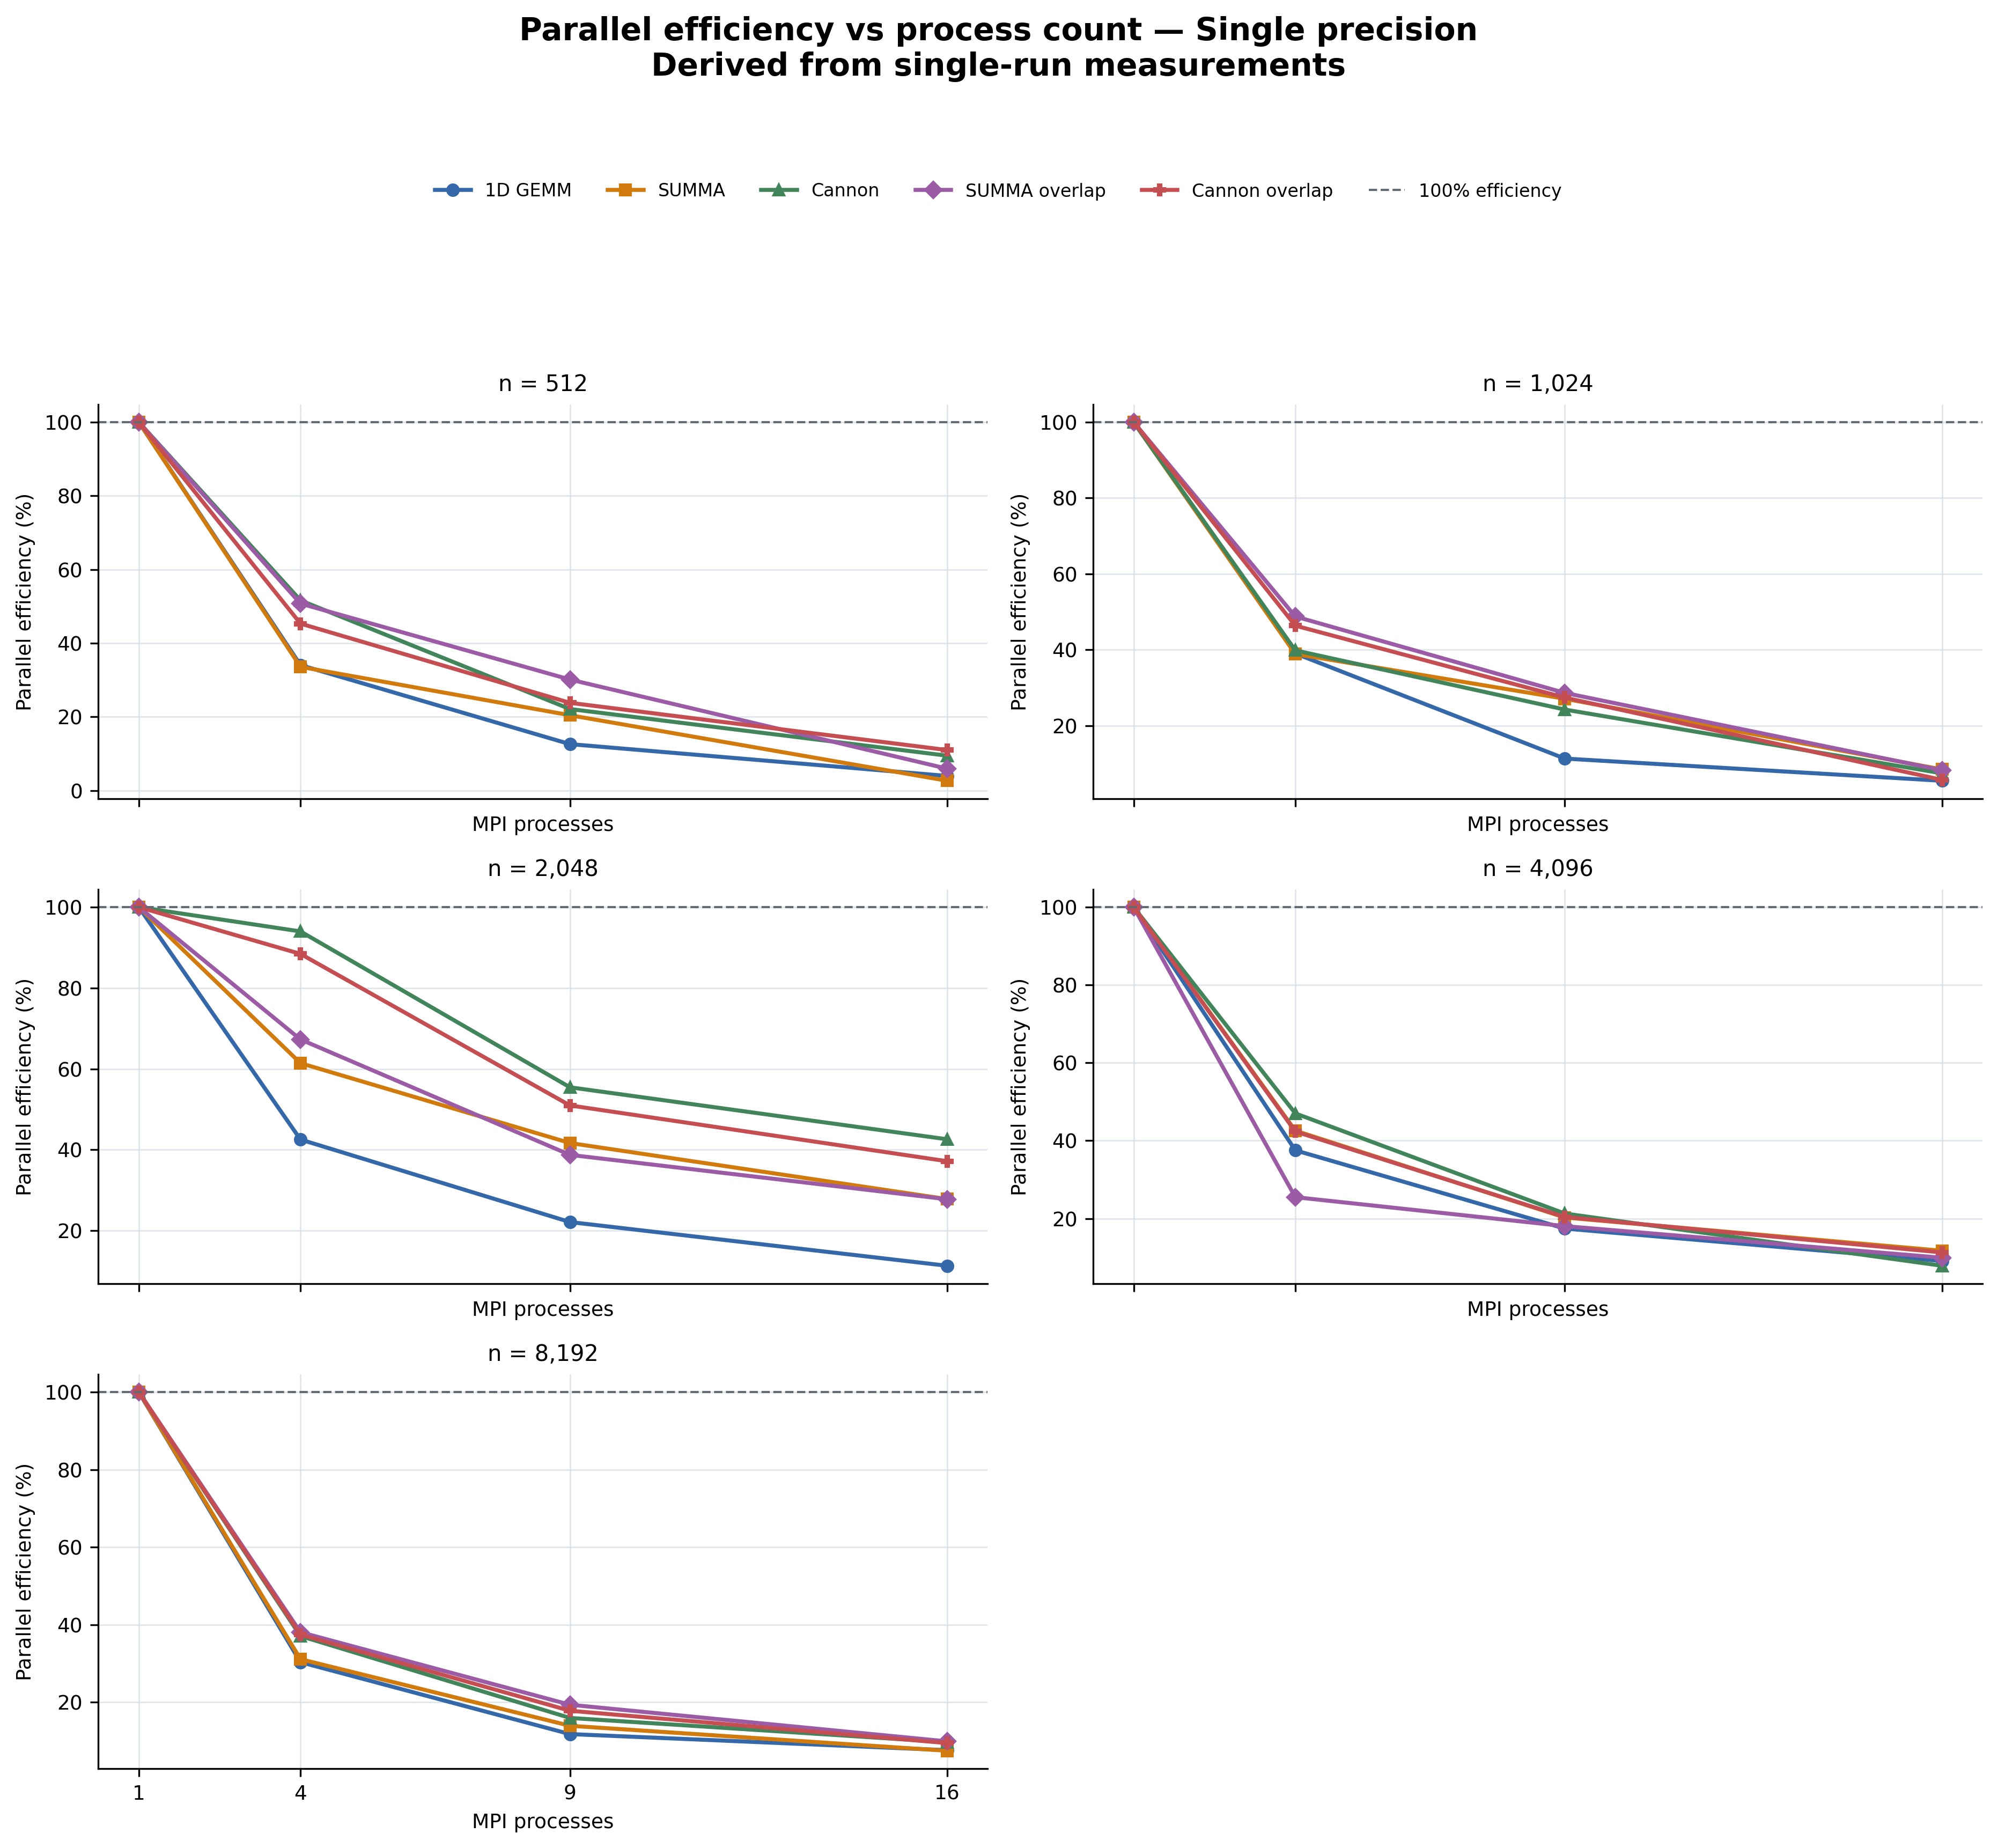 Parallel efficiency vs process count — Single precision
Derived from single-run measurements
1D GEMM SUMMA Cannon SUMMA overlap Cannon overlap 100% efficiency
n = 512
Parallel efficiency (%)
100
80
60
40
20
0
MPI processes
n = 1,024
Parallel efficiency (%)
100
80
60
40
20
MPI processes
n = 2,048
Parallel efficiency (%)
100
80
60
40
20
MPI processes
n = 4,096
Parallel efficiency (%)
100
80
60
40
20
MPI processes
n = 8,192
Parallel efficiency (%)
100
80
60
40
20
1 4 9 16
MPI processes